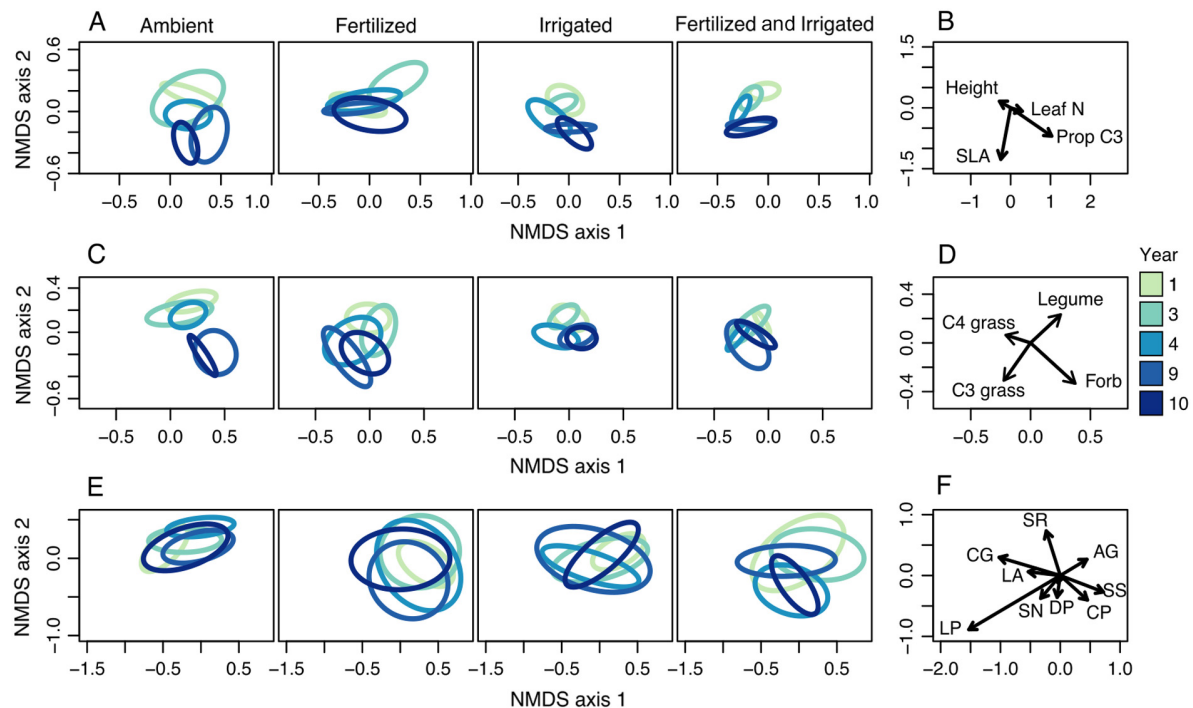 A Ambient Fertilized Irrigated Fertilized and Irrigated B
NMDS axis 2
0.6
0.0
−0.6
−0.5 0.0 0.5 1.0 −0.5 0.0 0.5 1.0 −0.5 0.0 0.5 1.0 −0.5 0.0 0.5 1.0
NMDS axis 1
1.5
0.0
−1.5
Height
Leaf N
Prop C3
SLA
−1 0 1 2
C D
NMDS axis 2
0.4
0.0
−0.6
−0.5 0.0 0.5 −0.5 0.0 0.5 −0.5 0.0 0.5 −0.5 0.0 0.5
NMDS axis 1
0.4
0.0
−0.4
Legume
C4 grass
C3 grass
Forb
−0.5 0.0 0.5
Year
1
3
4
9
10
E F
NMDS axis 2
0.0
−1.0
−1.5 −0.5 0.5 −1.5 −0.5 0.5 −1.5 −0.5 0.5 −1.5 −0.5 0.5
NMDS axis 1
1.0
0.0
−1.0
SR
CG
AG
LA
SS
SN
DP
CP
LP
−2.0 −1.0 0.0 1.0